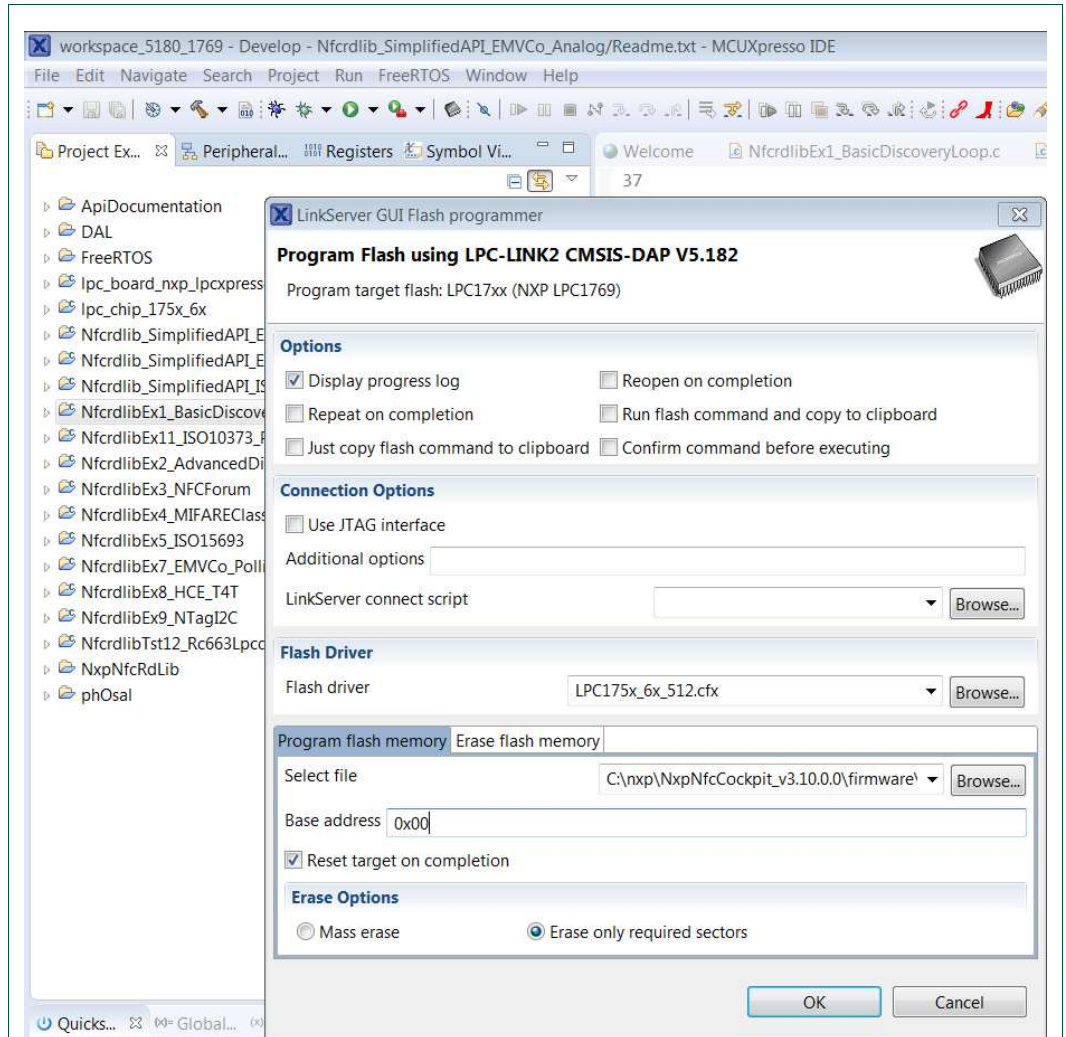 workspace_5180_1769 - Develop - Nfcrdlib_SimplifiedAPI_EMVCo_Analog/Readme.txt - MCUXpresso IDE
File Edit Navigate Search Project Run FreeRTOS Window Help
Project Ex... Peripheral... Registers Symbol Vi... Welcome NfcrdlibEx1_BasicDiscoveryLoop.c
37
ApiDocumentation
DAL
FreeRTOS
lpc_board_nxp_lpcxpress
lpc_chip_175x_6x
Nfcrdlib_SimplifiedAPI_E
Nfcrdlib_SimplifiedAPI_E
Nfcrdlib_SimplifiedAPI_IS
NfcrdlibEx1_BasicDiscove
NfcrdlibEx11_ISO10373_P
NfcrdlibEx2_AdvancedDi
NfcrdlibEx3_NFCForum
NfcrdlibEx4_MIFAREClass
NfcrdlibEx5_ISO15693
NfcrdlibEx7_EMVCo_Polli
NfcrdlibEx8_HCE_T4T
NfcrdlibEx9_NTagI2C
NfcrdlibTst12_Rc663Lpcc
NxpNfcRdLib
phOsal
LinkServer GUI Flash programmer
Program Flash using LPC-LINK2 CMSIS-DAP V5.182
Program target flash: LPC17xx (NXP LPC1769)
Options
Display progress log Reopen on completion
Repeat on completion Run flash command and copy to clipboard
Just copy flash command to clipboard Confirm command before executing
Connection Options
Use JTAG interface
Additional options
LinkServer connect script Browse...
Flash Driver
Flash driver LPC175x_6x_512.cfx Browse...
Program flash memory Erase flash memory
Select file C:\nxp\NxpNfcCockpit_v3.10.0.0\firmware\ Browse...
Base address 0x00
Reset target on completion
Erase Options
Mass erase Erase only required sectors
OK Cancel
Quicks... Global...